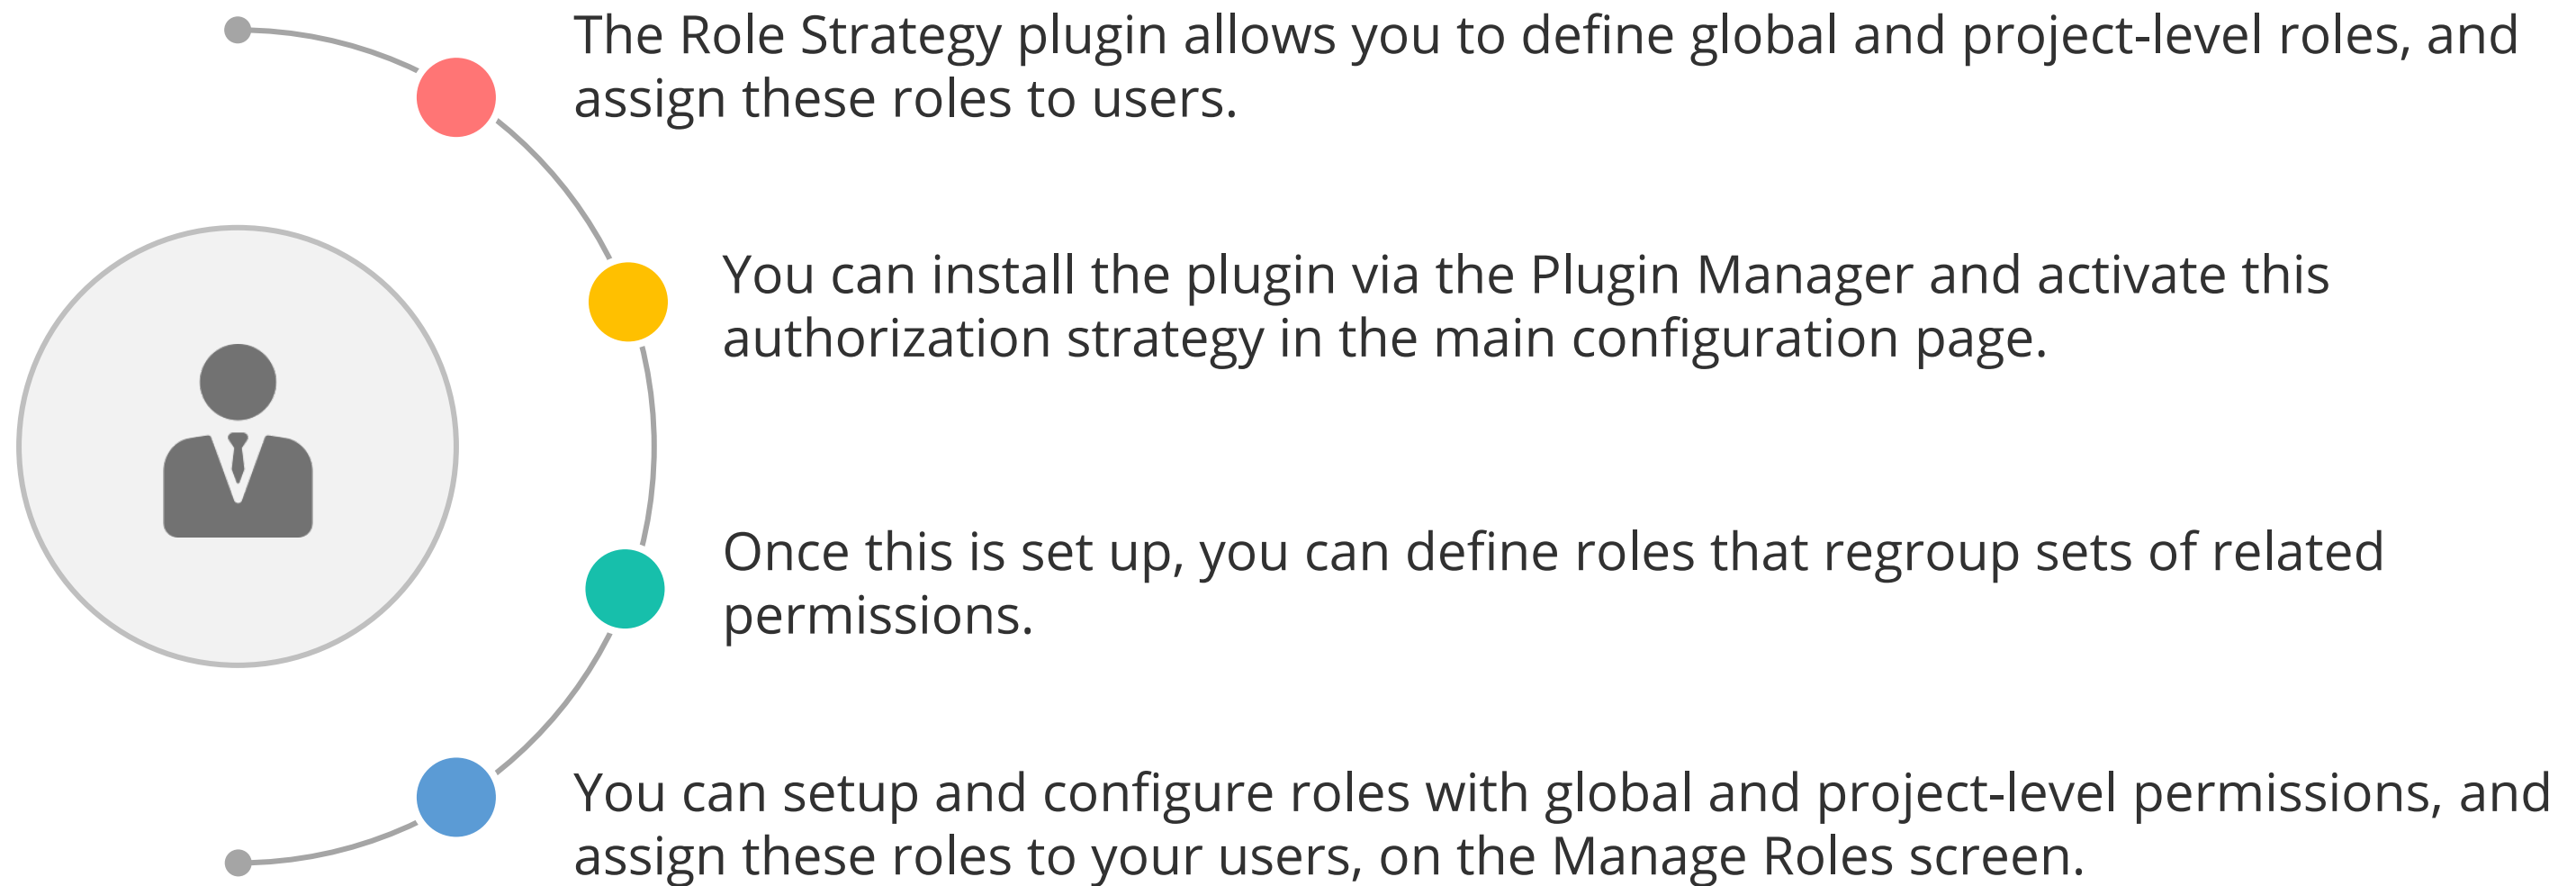 The Role Strategy plugin allows you to define global and project-level roles, and
assign these roles to users.
You can install the plugin via the Plugin Manager and activate this
authorization strategy in the main configuration page.
Once this is set up, you can define roles that regroup sets of related
permissions.
You can setup and configure roles with global and project-level permissions, and
assign these roles to your users, on the Manage Roles screen.